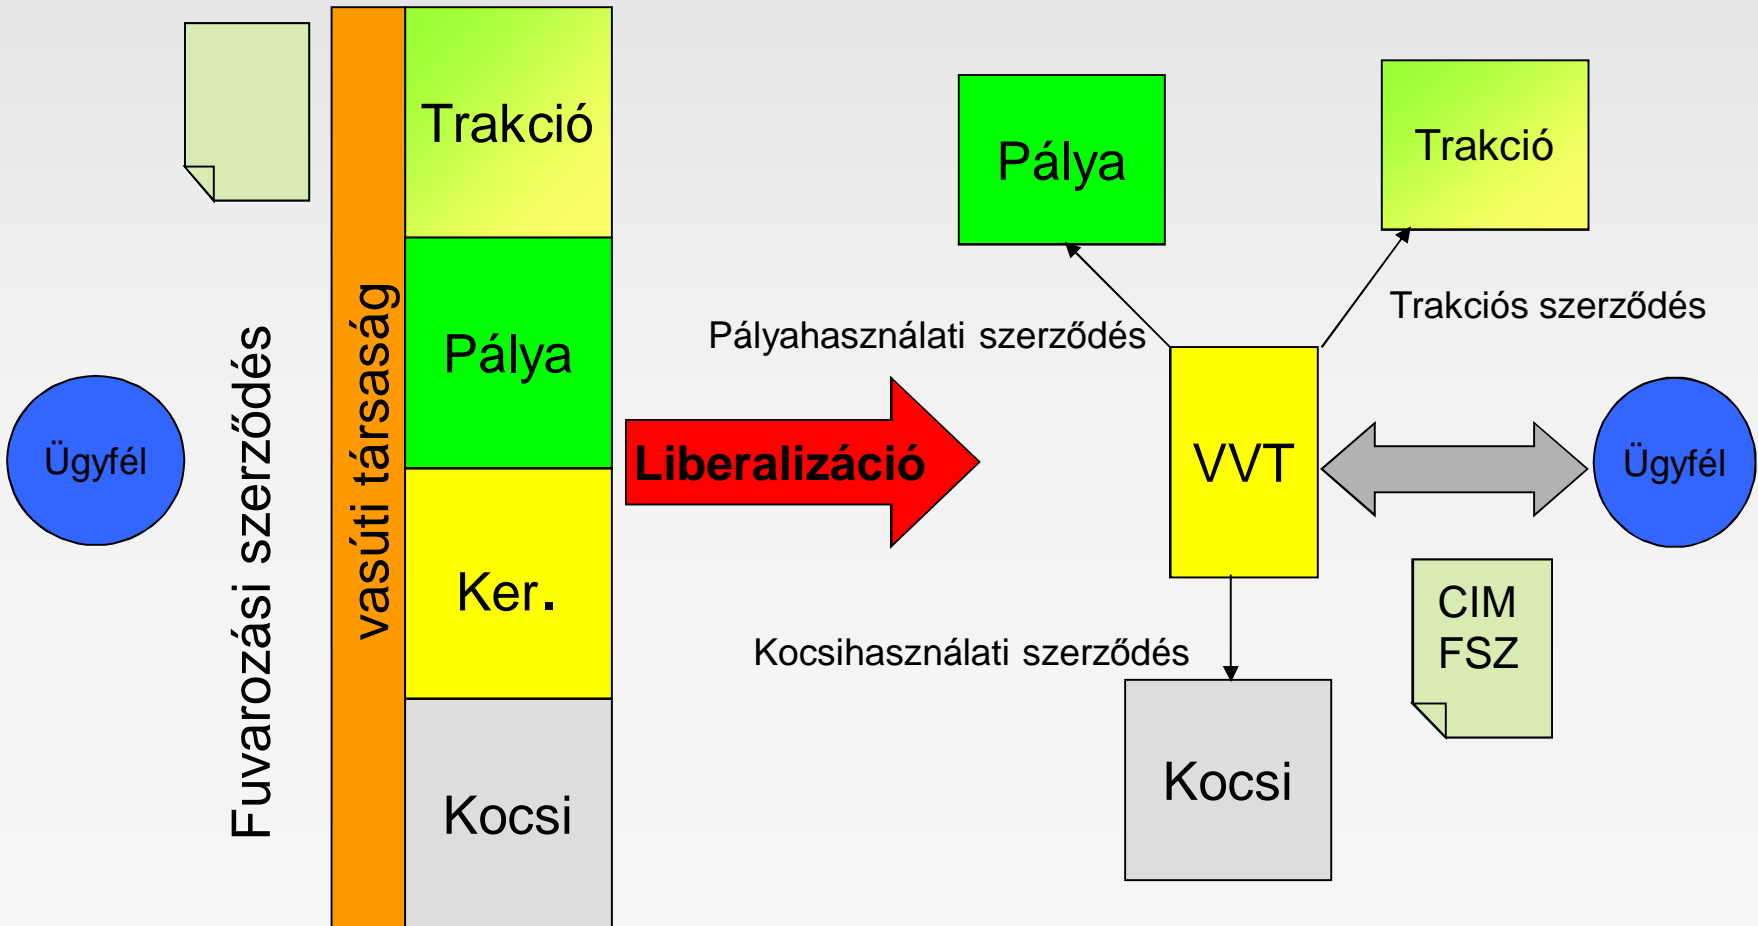 Ügyfél
Fuvarozási szerződés
vasúti társaság
Trakció
Pálya
Ker.
Kocsi
Liberalizáció
Pálya
Trakció
Pályahasználati szerződés
Trakciós szerződés
VVT
Ügyfél
Kocsihasználati szerződés
CIM
FSZ
Kocsi